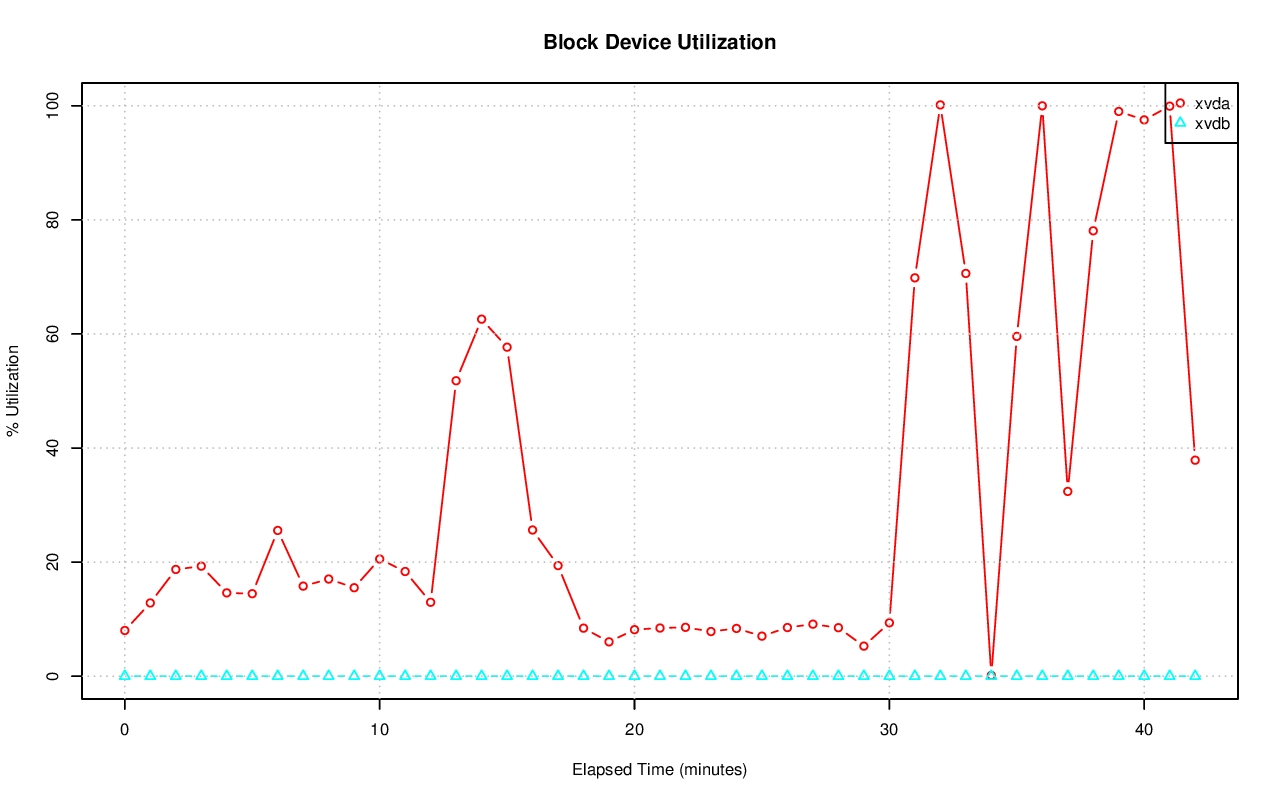 Block Device Utilization
xvda
xvdb
% Utilization
100
80
60
40
20
0
0 10 20 30 40
Elapsed Time (minutes)